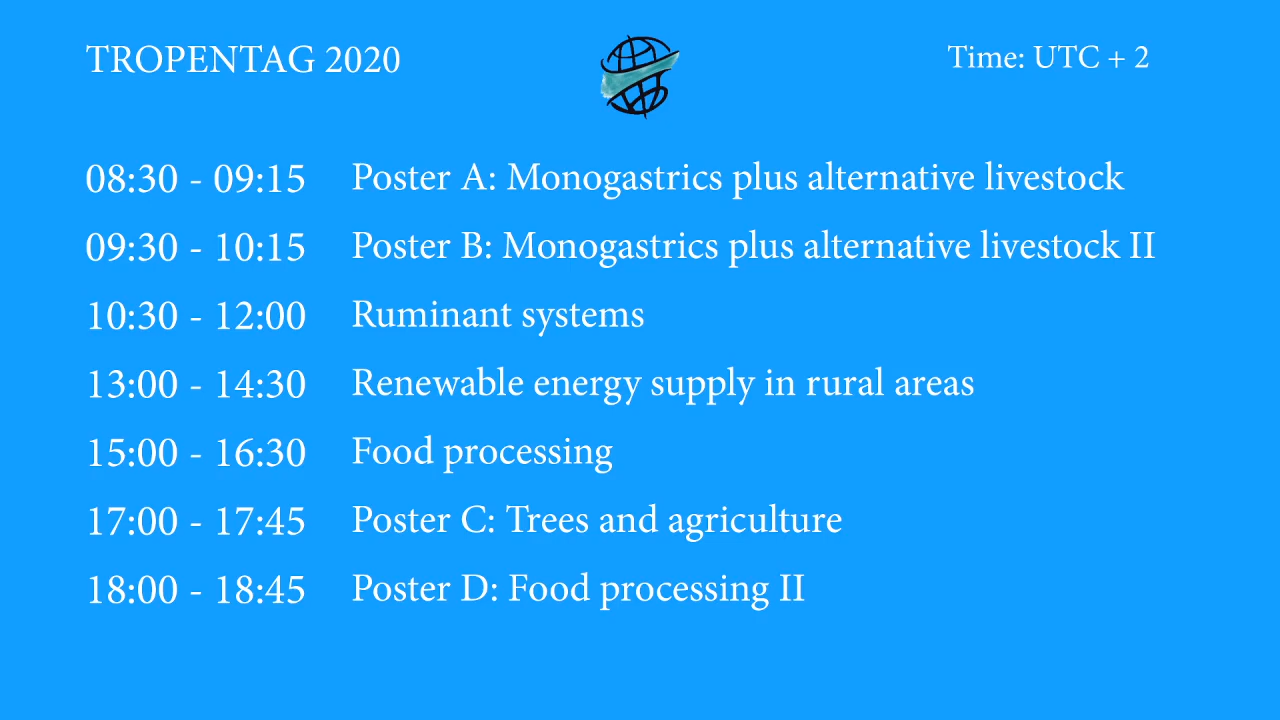 TROPENTAG 2020
Time: UTC + 2
08:30 - 09:15 Poster A: Monogastrics plus alternative livestock
09:30 - 10:15 Poster B: Monogastrics plus alternative livestock II
10:30 - 12:00 Ruminant systems
13:00 - 14:30 Renewable energy supply in rural areas
15:00 - 16:30 Food processing
17:00 - 17:45 Poster C: Trees and agriculture
18:00 - 18:45 Poster D: Food processing II